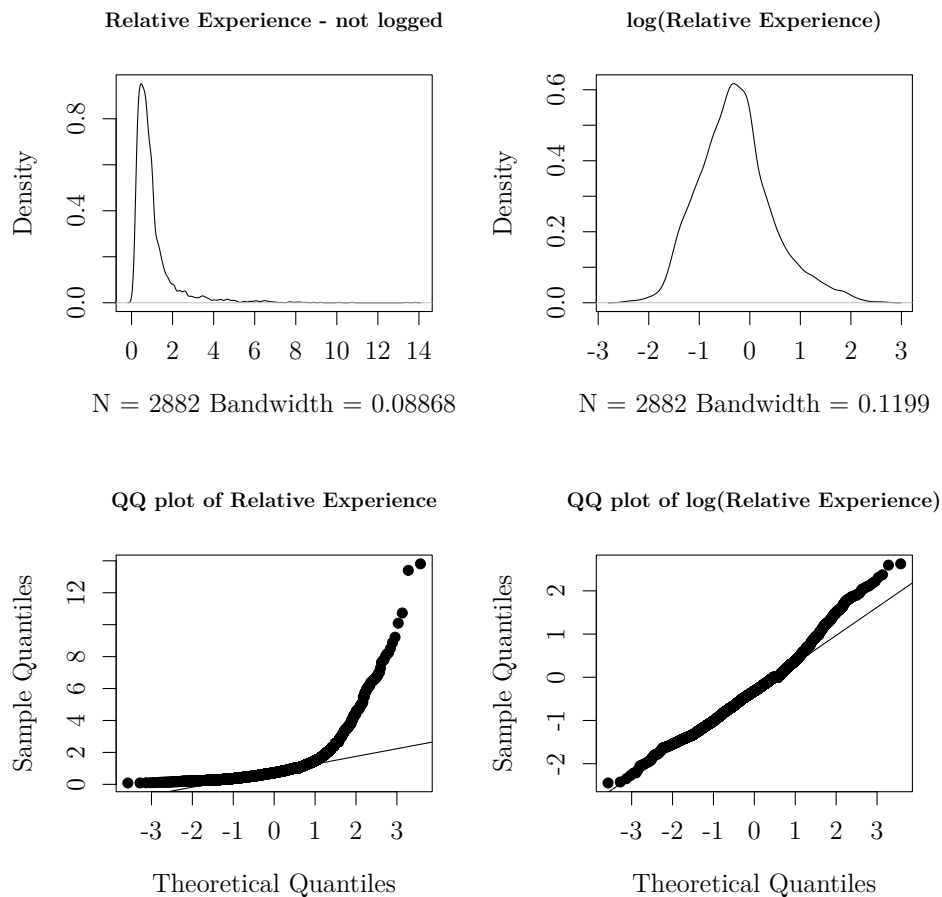 Relative Experience - not logged
Density
0.0
0.4
0.8
0 2 4 6 8 10 12 14
N = 2882 Bandwidth = 0.08868
log(Relative Experience)
Density
0.0
0.2
0.4
0.6
-3 -2 -1 0 1 2 3
N = 2882 Bandwidth = 0.1199
QQ plot of Relative Experience
Sample Quantiles
0
2
4
6
8
12
-3 -2 -1 0 1 2 3
Theoretical Quantiles
QQ plot of log(Relative Experience)
Sample Quantiles
-2
-1
0
1
2
-3 -2 -1 0 1 2 3
Theoretical Quantiles